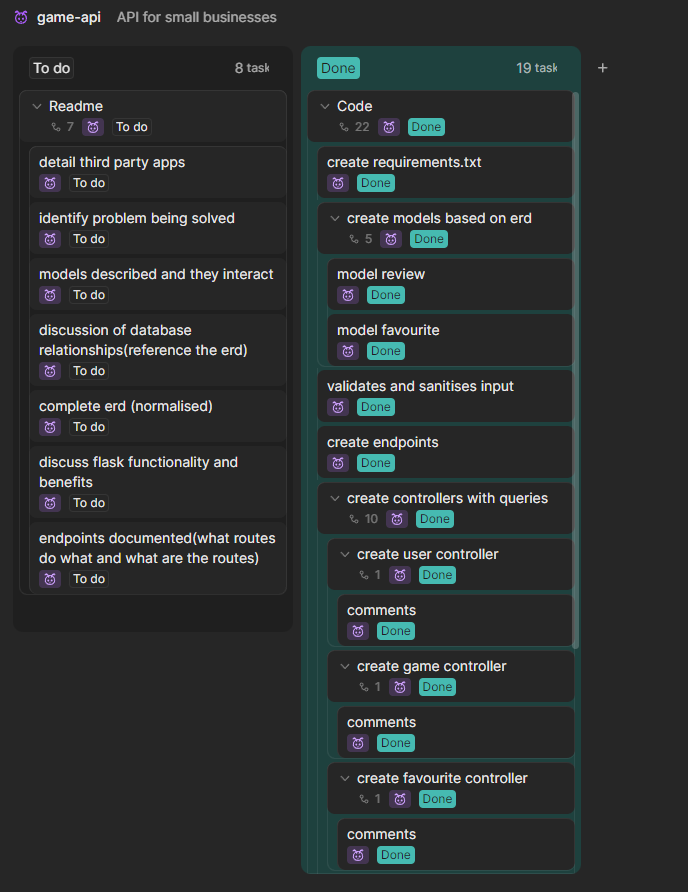 game-api API for small businesses
To do 8 task
Readme
7 To do
detail third party apps
To do
identify problem being solved
To do
models described and they interact
To do
discussion of database
relationships(reference the erd)
To do
complete erd (normalised)
To do
discuss flask functionality and
benefits
To do
endpoints documented(what routes
do what and what are the routes)
To do
Done 19 task
Code
22 Done
create requirements.txt
Done
create models based on erd
5 Done
model review
Done
model favourite
Done
validates and sanitises input
Done
create endpoints
Done
create controllers with queries
10 Done
create user controller
1 Done
comments
Done
create game controller
1 Done
comments
Done
create favourite controller
1 Done
comments
Done
+